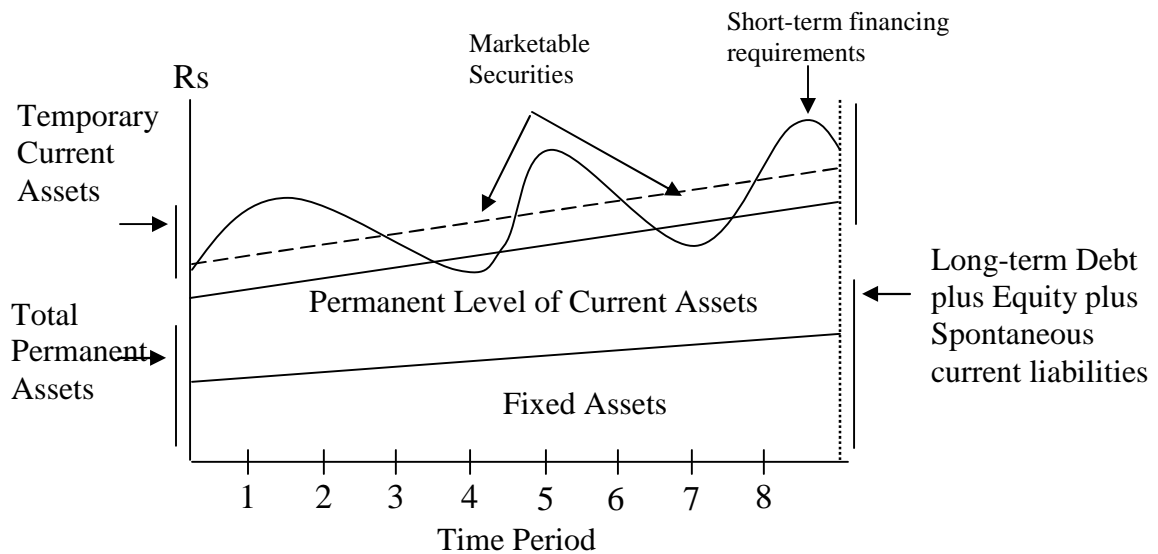 Short-term financing
requirements
Marketable
Securities
Rs
Temporary
Current
Assets
Long-term Debt
plus Equity plus
Spontaneous
current liabilities
Permanent Level of Current Assets
Total
Permanent
Assets
Fixed Assets
1 2 3 4 5 6 7 8
Time Period